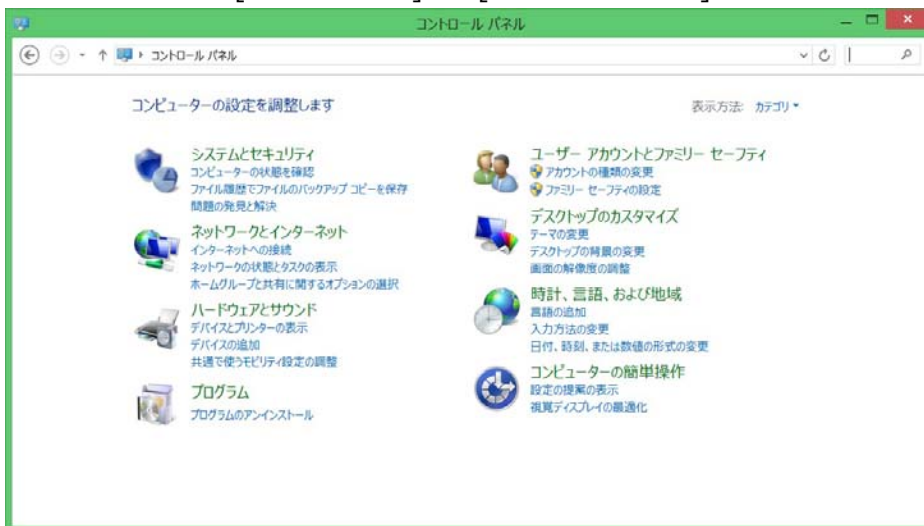 コントロール パネル
コントロール パネル
コンピューターの設定を調整します
表示方法: カテゴリ
システムとセキュリティ
コンピューターの状態を確認
ファイル履歴でファイルのバックアップ コピーを保存
問題の発見と解決
ネットワークとインターネット
インターネットへの接続
ネットワークの状態とタスクの表示
ホームグループと共有に関するオプションの選択
ハードウェアとサウンド
デバイスとプリンターの表示
デバイスの追加
共通で使うモビリティ設定の調整
プログラム
プログラムのアンインストール
ユーザー アカウントとファミリー セーフティ
アカウントの種類の変更
ファミリー セーフティの設定
デスクトップのカスタマイズ
テーマの変更
デスクトップの背景の変更
画面の解像度の調整
時計、言語、および地域
言語の追加
入力方法の変更
日付、時刻、または数値の形式の変更
コンピューターの簡単操作
設定の提案の表示
視覚ディスプレイの最適化